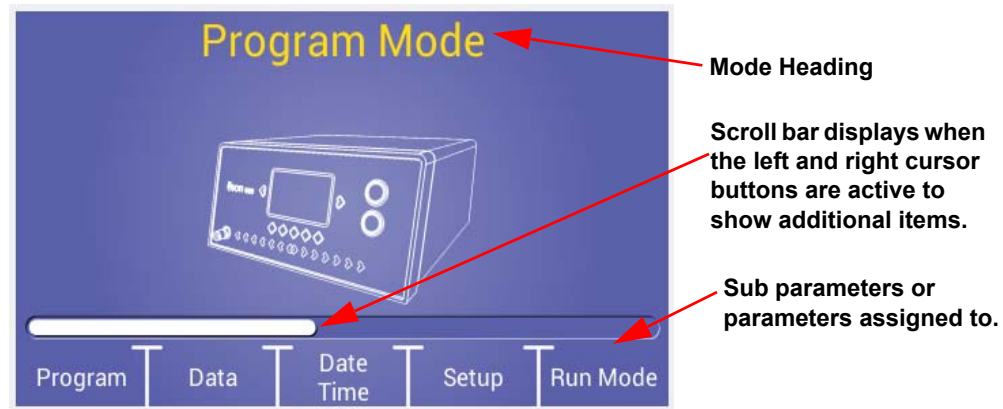 Program Mode
Mode Heading
Scroll bar displays when
the left and right cursor
buttons are active to
show additional items.
Sub parameters or
parameters assigned to.
Program
Data
Date
Time
Setup
Run Mode